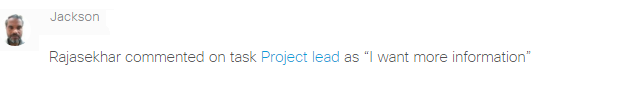 Jackson
Rajasekhar commented on task Project lead as “I want more information”